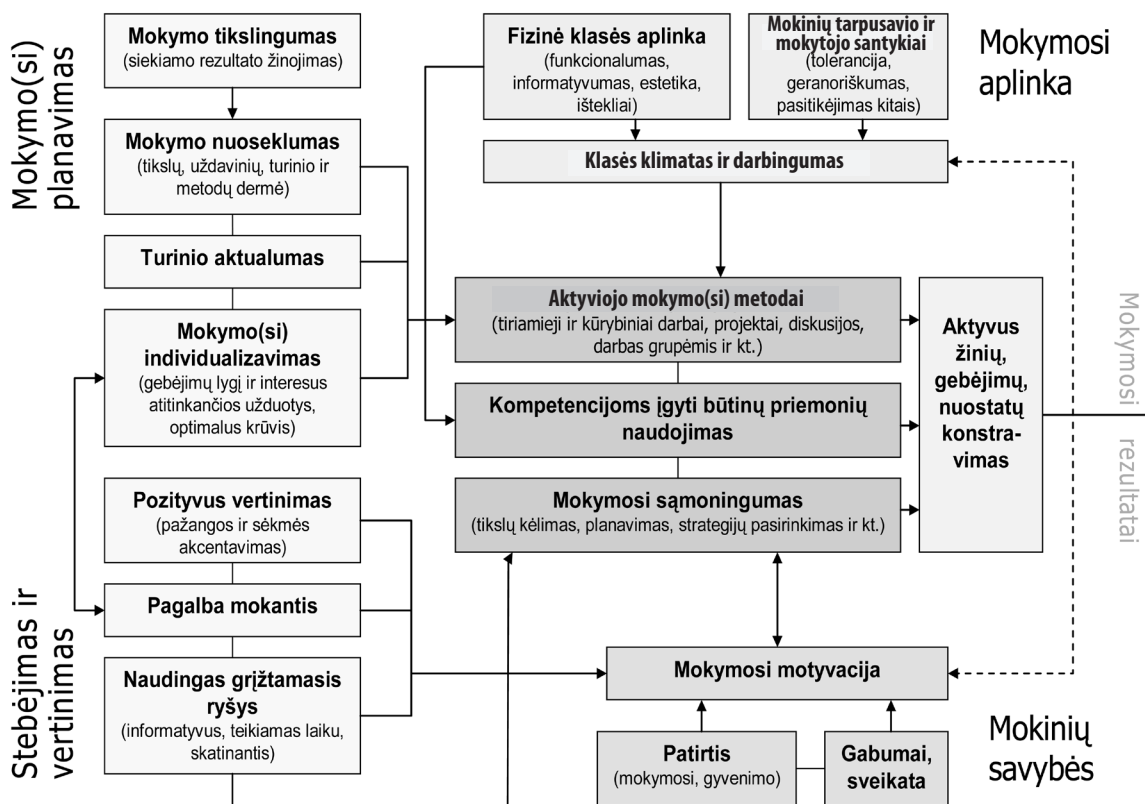 Mokymo(si)
planavimas
Mokymo tikslingumas
(siekiamo rezultato žinojimas)
Mokymo nuoseklumas
(tikslų, uždavinių, turinio ir
metodų dermė)
Turinio aktualumas
Mokymo(si)
individualizavimas
(gebėjimų lygį ir interesus
atitinkančios užduotys,
optimalus krūvis)
Stebėjimas ir
vertinimas
Pozityvus vertinimas
(pažangos ir sėkmės
akcentavimas)
Pagalba mokantis
Naudingas grįžtamasis
ryšys
(informatyvus, teikiamas laiku,
skatinantis)
Fizinė klasės aplinka
(funkcionalumas,
informatyvumas, estetika,
ištekliai)
Mokinių tarpusavio ir
mokytojo santykiai
(tolerancija,
geranoriškumas,
pasitikėjimas kitais)
Mokymosi
aplinka
Klasės klimatas ir darbingumas
Aktyviojo mokymo(si) metodai
(tiriamieji ir kūrybiniai darbai, projektai, diskusijos,
darbas grupėmis ir kt.)
Kompetencijoms įgyti būtinų priemonių
naudojimas
Mokymosi sąmoningumas
(tikslų kėlimas, planavimas, strategijų pasirinkimas ir kt.)
Aktyvus
žinių,
gebėjimų,
nuostatų
konstra-
vimas
Mokymosi rezultatai
Mokymosi motyvacija
Patirtis
(mokymosi, gyvenimo)
Gabumai,
sveikata
Mokinių
savybės